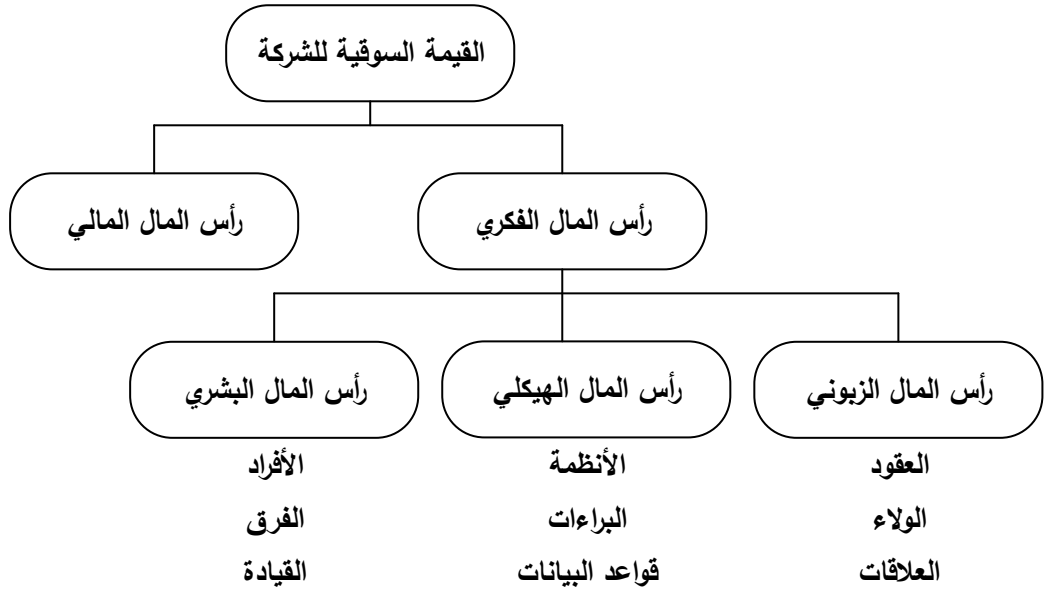 القيمة السوقية للشركة
رأس المال الفكري
رأس المال المالي
رأس المال الزبوني
رأس المال الهيكلي
رأس المال البشري
العقود
الأنظمة
الأفراد
الولاء
البراءات
الفرق
العلاقات
قواعد البيانات
القيادة